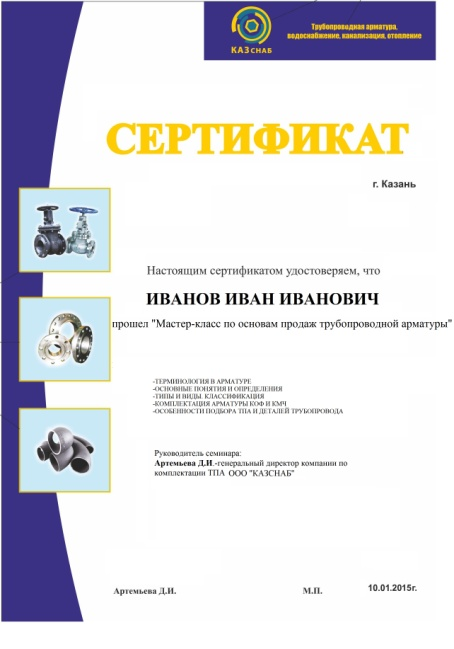 КАЗСНАБ
Трубопроводная арматура,
водоснабжение, канализация, отопление
СЕРТИФИКАТ
г. Казань
Настоящим сертификатом удостоверяем, что
ИВАНОВ ИВАН ИВАНОВИЧ
прошел "Мастер-класс по основам продаж трубопроводной арматуры"
-ТЕРМИНОЛОГИЯ В АРМАТУРЕ
-ОСНОВНЫЕ ПОНЯТИЯ И ОПРЕДЕЛЕНИЯ
-ТИПЫ И ВИДЫ. КЛАССИФИКАЦИЯ
-КОМПЛЕКТАЦИЯ АРМАТУРЫ КОФ И КМЧ
-ОСОБЕННОСТИ ПОДБОРА ТПА И ДЕТАЛЕЙ ТРУБОПРОВОДА
Руководитель семинара:
Артемьева Д.И.-генеральный директор компании по
комплектации ТПА ООО "КАЗСНАБ"
Артемьева Д.И. М.П. 10.01.2015г.